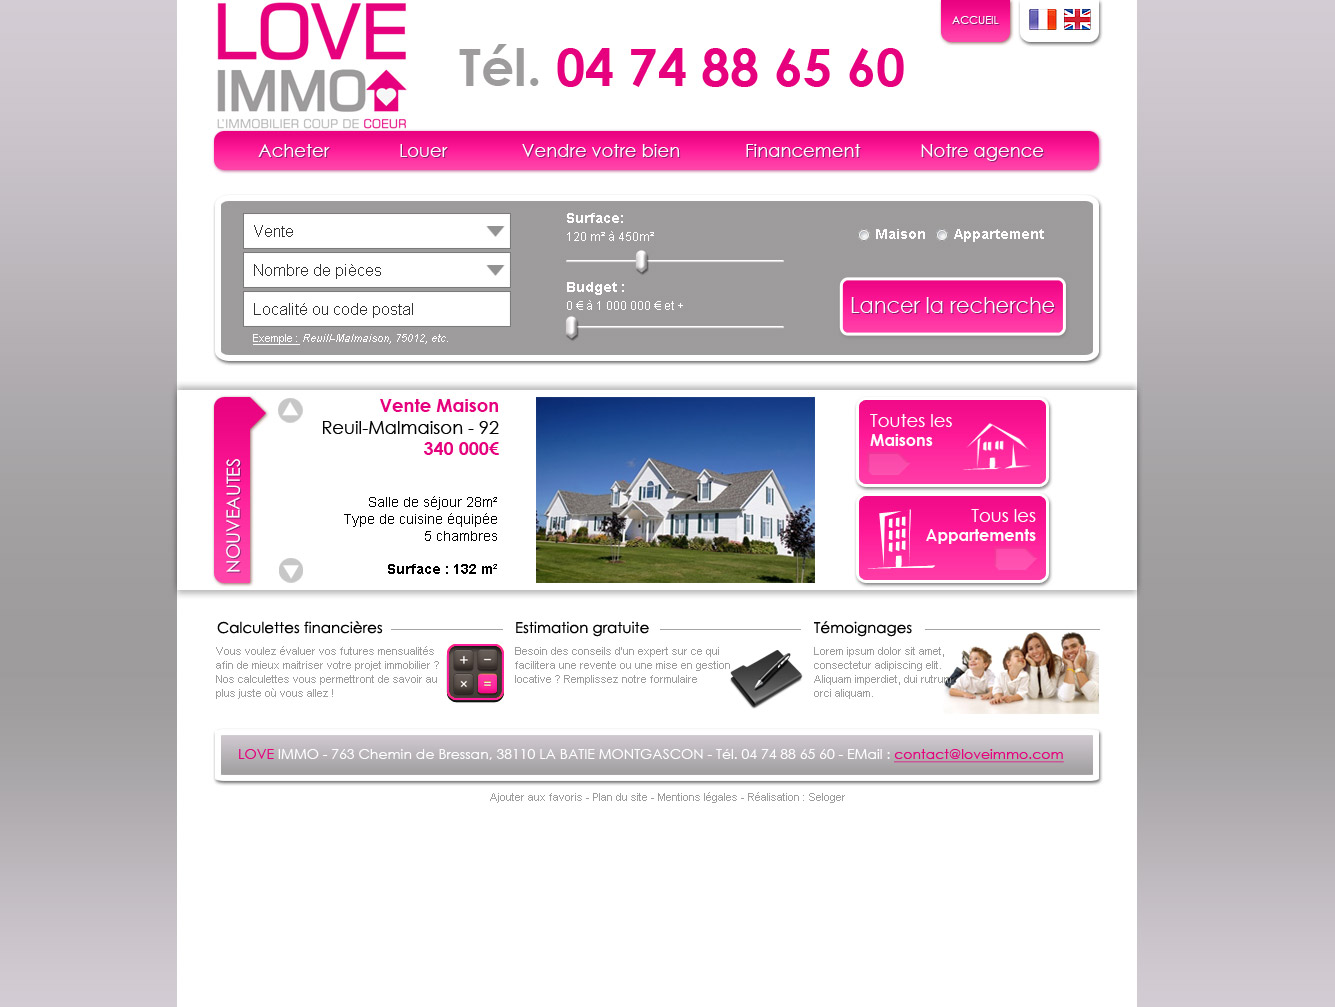 LOVE
IMMO
L'IMMOBILIER COUP DE COEUR
Tél. 04 74 88 65 60
ACCUEIL
Acheter
Louer
Vendre votre bien
Financement
Notre agence
Vente
Nombre de pièces
Localité ou code postal
Exemple : Reuill-Malmaison, 75012, etc.
Surface:
120 m² à 450m²
Budget :
0 € à 1 000 000 € et +
Maison
Appartement
Lancer la recherche
NOUVEAUTES
Vente Maison
Reuil-Malmaison - 92
340 000€
Salle de séjour 28m²
Type de cuisine équipée
5 chambres
Surface : 132 m²
Toutes les
Maisons
Tous les
Appartements
Calculettes financières
Vous voulez évaluer vos futures mensualités
afin de mieux maitriser votre projet immobilier ?
Nos calculettes vous permettront de savoir au
plus juste où vous allez !
+
−
×
=
Estimation gratuite
Besoin des conseils d'un expert sur ce qui
facilitera une revente ou une mise en gestion
locative ? Remplissez notre formulaire
Témoignages
Lorem ipsum dolor sit amet,
consectetur adipiscing elit.
Aliquam imperdiet, dui rutrum
orci aliquam.
LOVE IMMO - 763 Chemin de Bressan, 38110 LA BATIE MONTGASCON - Tél. 04 74 88 65 60 - EMail : contact@loveimmo.com
Ajouter aux favoris - Plan du site - Mentions légales - Réalisation : Seloger